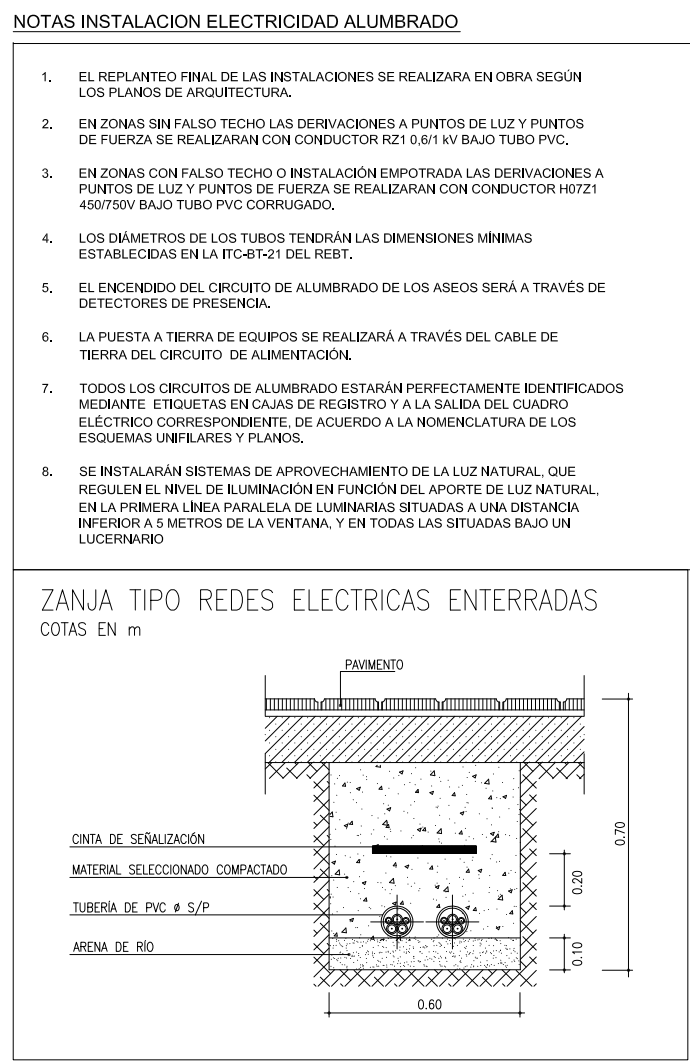 NOTAS INSTALACION ELECTRICIDAD ALUMBRADO
1. EL REPLANTEO FINAL DE LAS INSTALACIONES SE REALIZARA EN OBRA SEGÚN
LOS PLANOS DE ARQUITECTURA.
2. EN ZONAS SIN FALSO TECHO LAS DERIVACIONES A PUNTOS DE LUZ Y PUNTOS
DE FUERZA SE REALIZARAN CON CONDUCTOR RZ1 0,6/1 kV BAJO TUBO PVC.
3. EN ZONAS CON FALSO TECHO O INSTALACIÓN EMPOTRADA LAS DERIVACIONES A
PUNTOS DE LUZ Y PUNTOS DE FUERZA SE REALIZARAN CON CONDUCTOR H07Z1
450/750V BAJO TUBO PVC CORRUGADO.
4. LOS DIÁMETROS DE LOS TUBOS TENDRÁN LAS DIMENSIONES MÍNIMAS
ESTABLECIDAS EN LA ITC-BT-21 DEL REBT.
5. EL ENCENDIDO DEL CIRCUITO DE ALUMBRADO DE LOS ASEOS SERÁ A TRAVÉS DE
DETECTORES DE PRESENCIA.
6. LA PUESTA A TIERRA DE EQUIPOS SE REALIZARÁ A TRAVÉS DEL CABLE DE
TIERRA DEL CIRCUITO DE ALIMENTACIÓN.
7. TODOS LOS CIRCUITOS DE ALUMBRADO ESTARÁN PERFECTAMENTE IDENTIFICADOS
MEDIANTE ETIQUETAS EN CAJAS DE REGISTRO Y A LA SALIDA DEL CUADRO
ELÉCTRICO CORRESPONDIENTE, DE ACUERDO A LA NOMENCLATURA DE LOS
ESQUEMAS UNIFILARES Y PLANOS.
8. SE INSTALARÁN SISTEMAS DE APROVECHAMIENTO DE LA LUZ NATURAL, QUE
REGULEN EL NIVEL DE ILUMINACIÓN EN FUNCIÓN DEL APORTE DE LUZ NATURAL,
EN LA PRIMERA LÍNEA PARALELA DE LUMINARIAS SITUADAS A UNA DISTANCIA
INFERIOR A 5 METROS DE LA VENTANA, Y EN TODAS LAS SITUADAS BAJO UN
LUCERNARIO
ZANJA TIPO REDES ELECTRICAS ENTERRADAS
COTAS EN m
PAVIMENTO
CINTA DE SEÑALIZACIÓN
MATERIAL SELECCIONADO COMPACTADO
TUBERÍA DE PVC ø S/P
ARENA DE RÍO
0.70
0.20
0.10
0.60